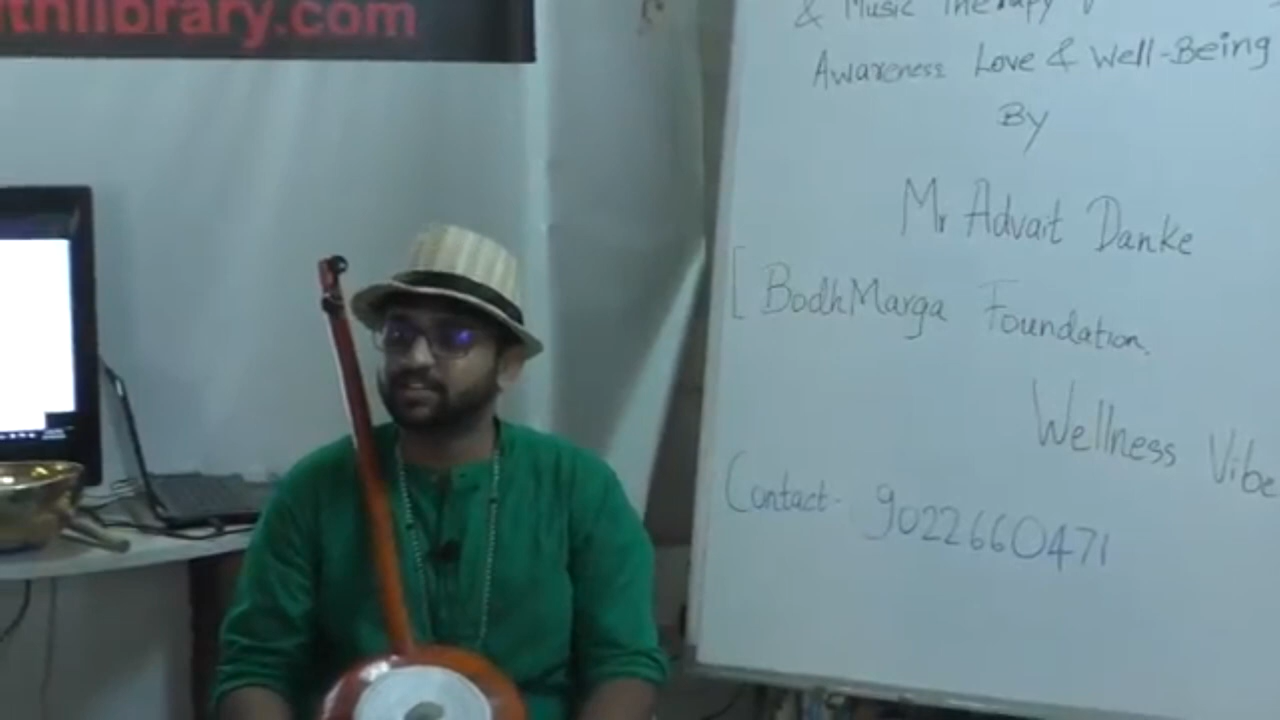 thlibrary.com
& Music Therapy
Awareness Love & Well-Being
By
Mr Advait Danke
[ BodhMarga Foundation.
Wellness Vibe
Contact - 9022660471